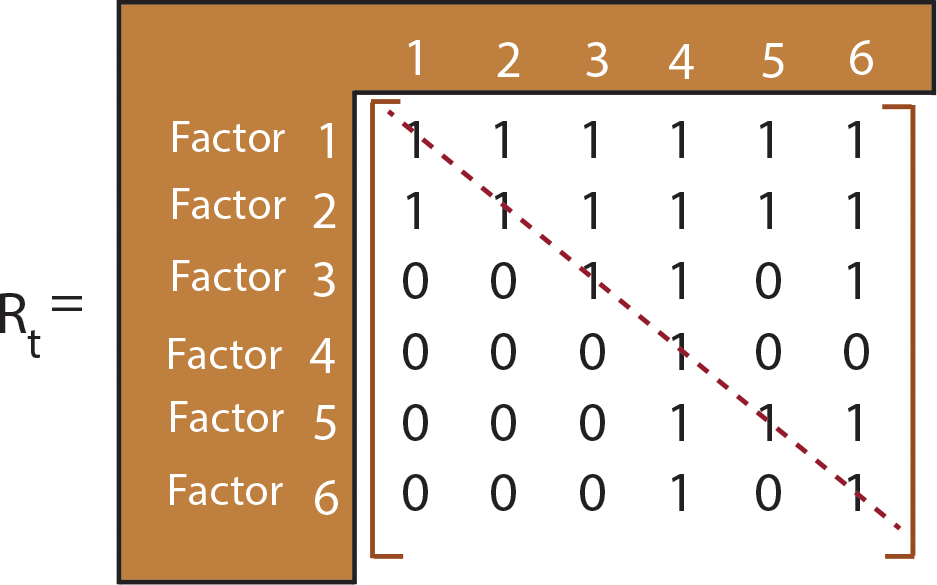 1 2 3 4 5 6
Factor 1 1 1 1 1 1 1
Factor 2 1 1 1 1 1 1
Factor 3 0 0 1 1 0 1
Rt =
Factor 4 0 0 0 1 0 0
Factor 5 0 0 0 1 1 1
Factor 6 0 0 0 1 0 1